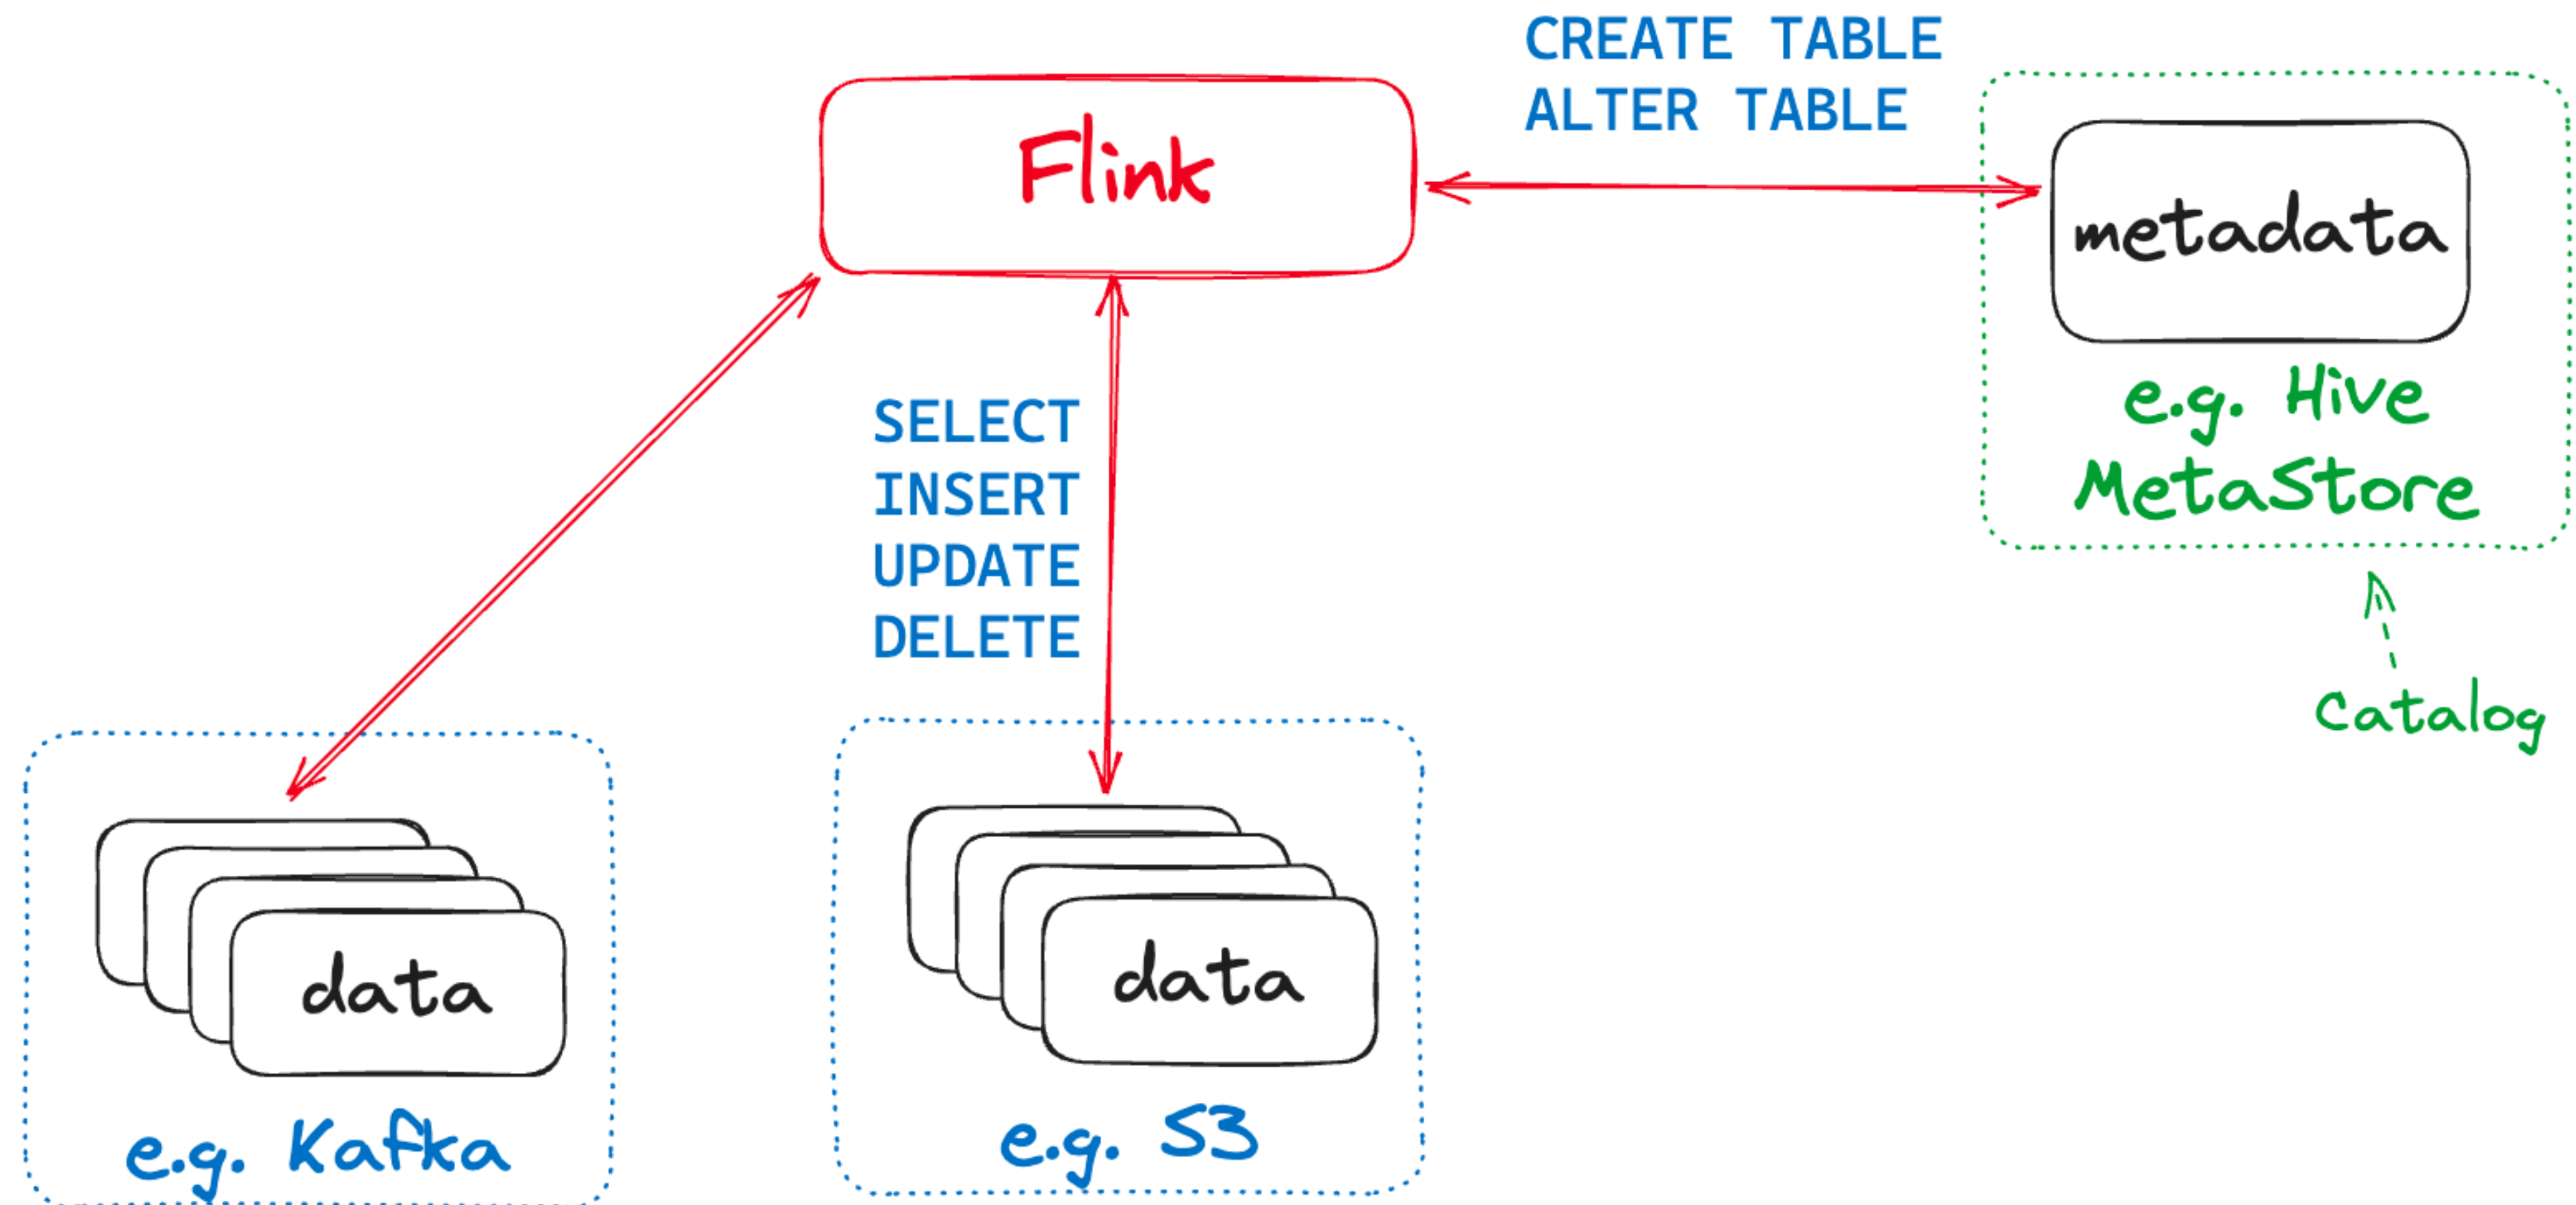 CREATE TABLE
ALTER TABLE
Flink
metadata
e.g. Hive
MetaStore
SELECT
INSERT
UPDATE
DELETE
Catalog
data
e.g. Kafka
data
e.g. S3